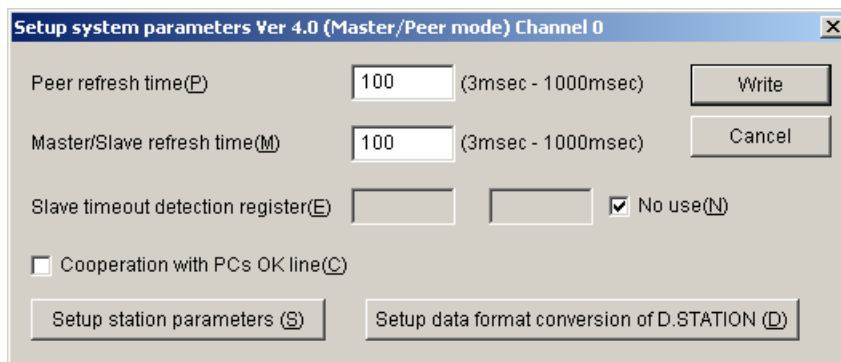 Setup system parameters Ver 4.0 (Master/Peer mode) Channel 0
Peer refresh time(P) 100 (3msec - 1000msec) Write
Master/Slave refresh time(M) 100 (3msec - 1000msec) Cancel
Slave timeout detection register(E) No use(N)
Cooperation with PCs OK line(C)
Setup station parameters (S) Setup data format conversion of D.STATION (D)